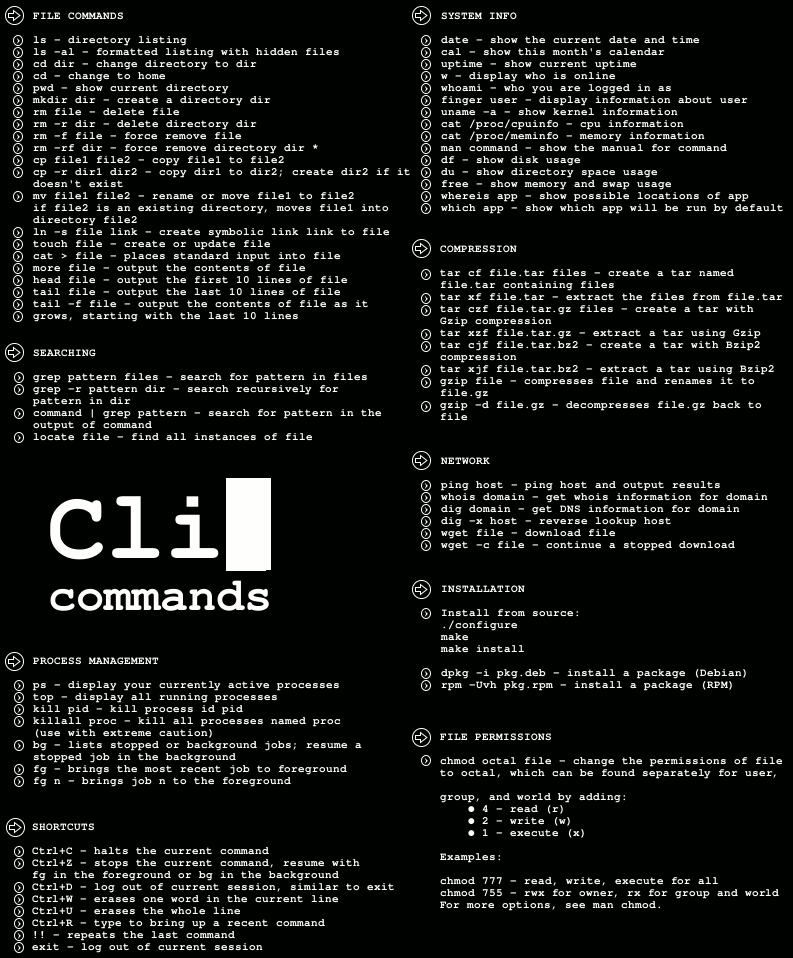 FILE COMMANDS
ls – directory listing
ls –al – formatted listing with hidden files
cd dir – change directory to dir
cd – change to home
pwd – show current directory
mkdir dir – create a directory dir
rm file – delete file
rm –r dir – delete directory dir
rm –f file – force remove file
rm –rf dir – force remove directory dir *
cp file1 file2 – copy file1 to file2
cp –r dir1 dir2 – copy dir1 to dir2; create dir2 if it
doesn't exist
mv file1 file2 – rename or move file1 to file2
if file2 is an existing directory, moves file1 into
directory file2
ln –s file link – create symbolic link link to file
touch file – create or update file
cat > file – places standard input into file
more file – output the contents of file
head file – output the first 10 lines of file
tail file – output the last 10 lines of file
tail –f file – output the contents of file as it
grows, starting with the last 10 lines
SEARCHING
grep pattern files – search for pattern in files
grep –r pattern dir – search recursively for
pattern in dir
command | grep pattern – search for pattern in the
output of command
locate file – find all instances of file
Cli
commands
PROCESS MANAGEMENT
ps – display your currently active processes
top – display all running processes
kill pid – kill process id pid
killall proc – kill all processes named proc
(use with extreme caution)
bg – lists stopped or background jobs; resume a
stopped job in the background
fg – brings the most recent job to foreground
fg n – brings job n to the foreground
SHORTCUTS
Ctrl+C – halts the current command
Ctrl+Z – stops the current command, resume with
fg in the foreground or bg in the background
Ctrl+D – log out of current session, similar to exit
Ctrl+W – erases one word in the current line
Ctrl+U – erases the whole line
Ctrl+R – type to bring up a recent command
!! – repeats the last command
exit – log out of current session
SYSTEM INFO
date – show the current date and time
cal – show this month's calendar
uptime – show current uptime
w – display who is online
whoami – who you are logged in as
finger user – display information about user
uname –a – show kernel information
cat /proc/cpuinfo – cpu information
cat /proc/meminfo – memory information
man command – show the manual for command
df – show disk usage
du – show directory space usage
free – show memory and swap usage
whereis app – show possible locations of app
which app – show which app will be run by default
COMPRESSION
tar cf file.tar files – create a tar named
file.tar containing files
tar xf file.tar – extract the files from file.tar
tar czf file.tar.gz files – create a tar with
Gzip compression
tar xzf file.tar.gz – extract a tar using Gzip
tar cjf file.tar.bz2 – create a tar with Bzip2
compression
tar xjf file.tar.bz2 – extract a tar using Bzip2
gzip file – compresses file and renames it to
file.gz
gzip –d file.gz – decompresses file.gz back to
file
NETWORK
ping host – ping host and output results
whois domain – get whois information for domain
dig domain – get DNS information for domain
dig –x host – reverse lookup host
wget file – download file
wget –c file – continue a stopped download
INSTALLATION
Install from source:
./configure
make
make install
dpkg –i pkg.deb – install a package (Debian)
rpm –Uvh pkg.rpm – install a package (RPM)
FILE PERMISSIONS
chmod octal file – change the permissions of file
to octal, which can be found separately for user,
group, and world by adding:
● 4 – read (r)
● 2 – write (w)
● 1 – execute (x)
Examples:
chmod 777 – read, write, execute for all
chmod 755 – rwx for owner, rx for group and world
For more options, see man chmod.